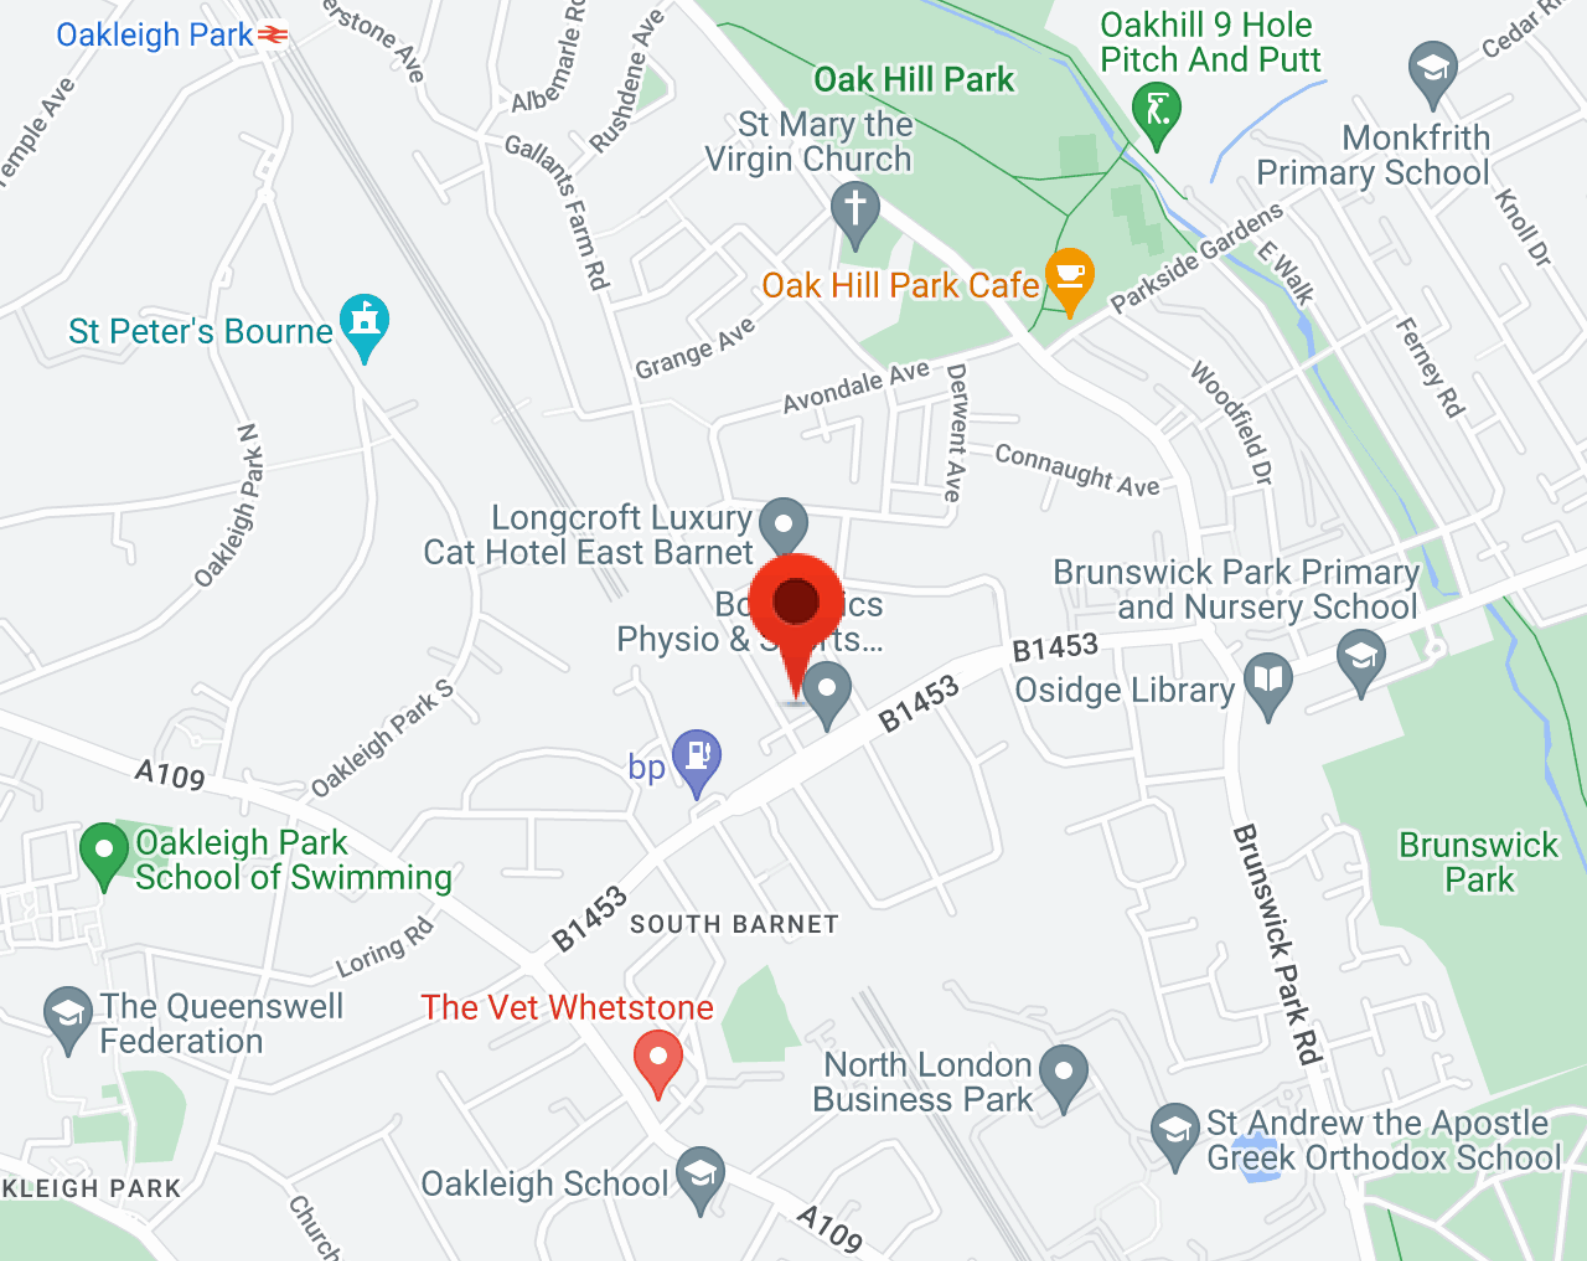 Oakleigh Park
erstone Ave
Albemarle Rd
Rushdene Ave
Temple Ave
Gallants Farm Rd
Oak Hill Park
Oakhill 9 Hole
Pitch And Putt
Cedar Ri
St Mary the
Virgin Church
Monkfrith
Primary School
Knoll Dr
Parkside Gardens
E Walk
Oak Hill Park Cafe
St Peter's Bourne
Grange Ave
Avondale Ave
Derwent Ave
Woodfield Dr
Ferney Rd
Connaught Ave
Oakleigh Park N
Longcroft Luxury
Cat Hotel East Barnet
Brunswick Park Primary
and Nursery School
ics
Physio &
B1453
Osidge Library
B1453
Oakleigh Park S
A109
bp
Oakleigh Park
School of Swimming
Brunswick
Park
Brunswick Park Rd
B1453
SOUTH BARNET
Loring Rd
The Queenswell
Federation
The Vet Whetstone
North London
Business Park
St Andrew the Apostle
Greek Orthodox School
Oakleigh School
KLEIGH PARK
Church
A109